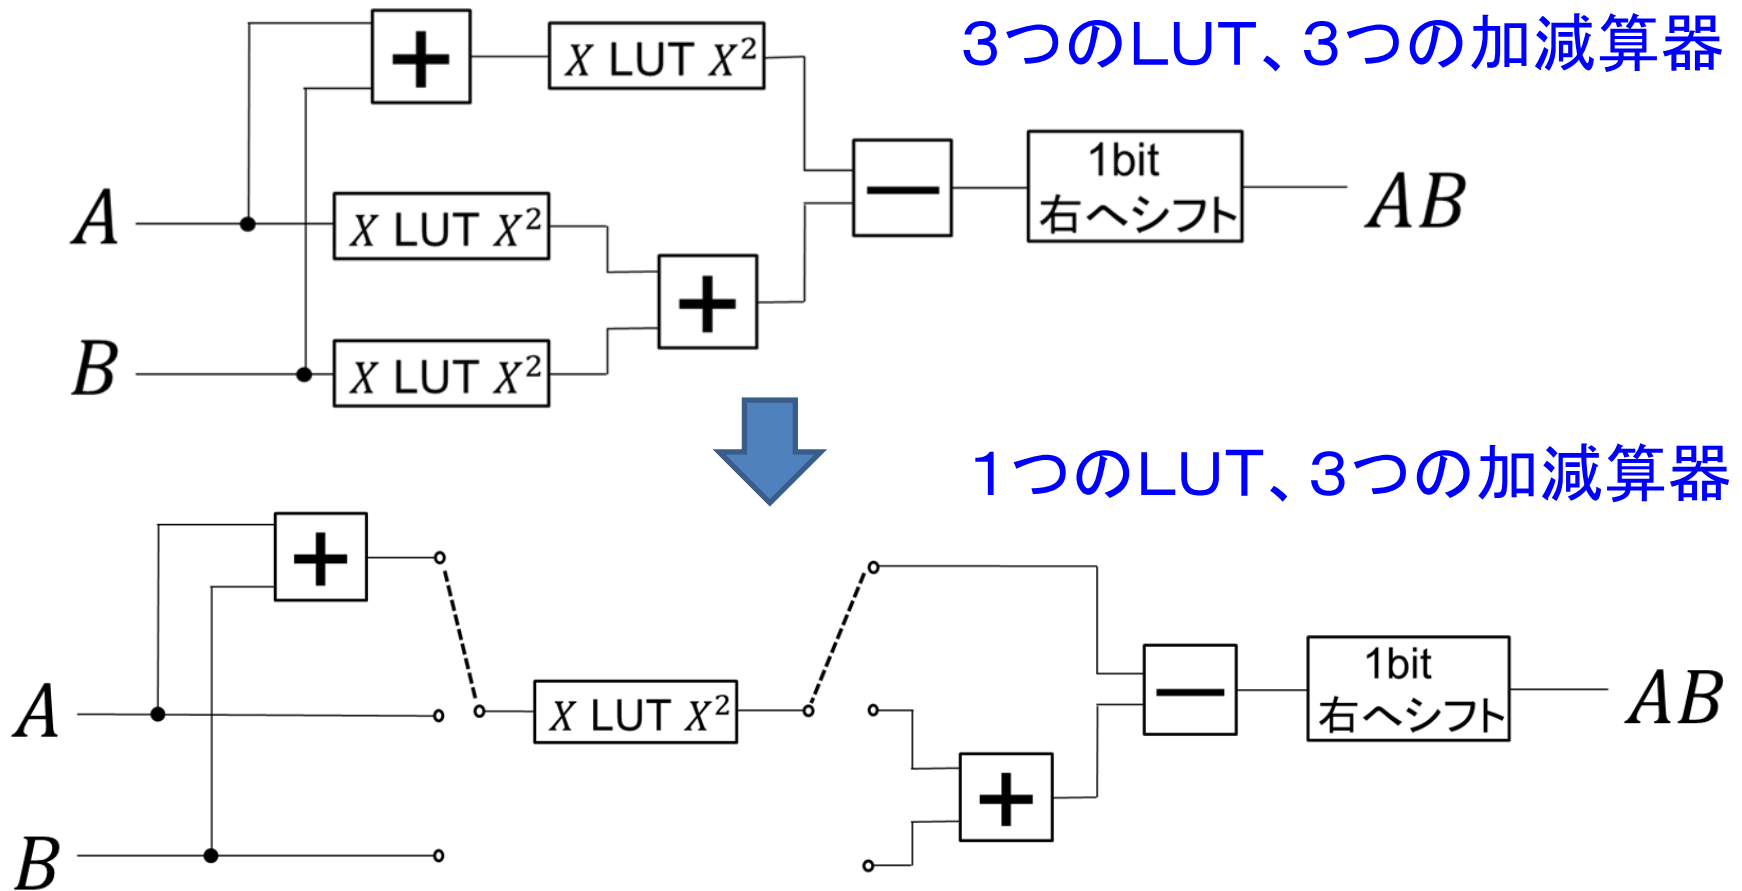 3つのLUT、3つの加減算器
+
X LUT X²
A
X LUT X²
−
1bit
右へシフト
AB
+
B
X LUT X²
1つのLUT、3つの加減算器
+
A
X LUT X²
−
1bit
右へシフト
AB
+
B